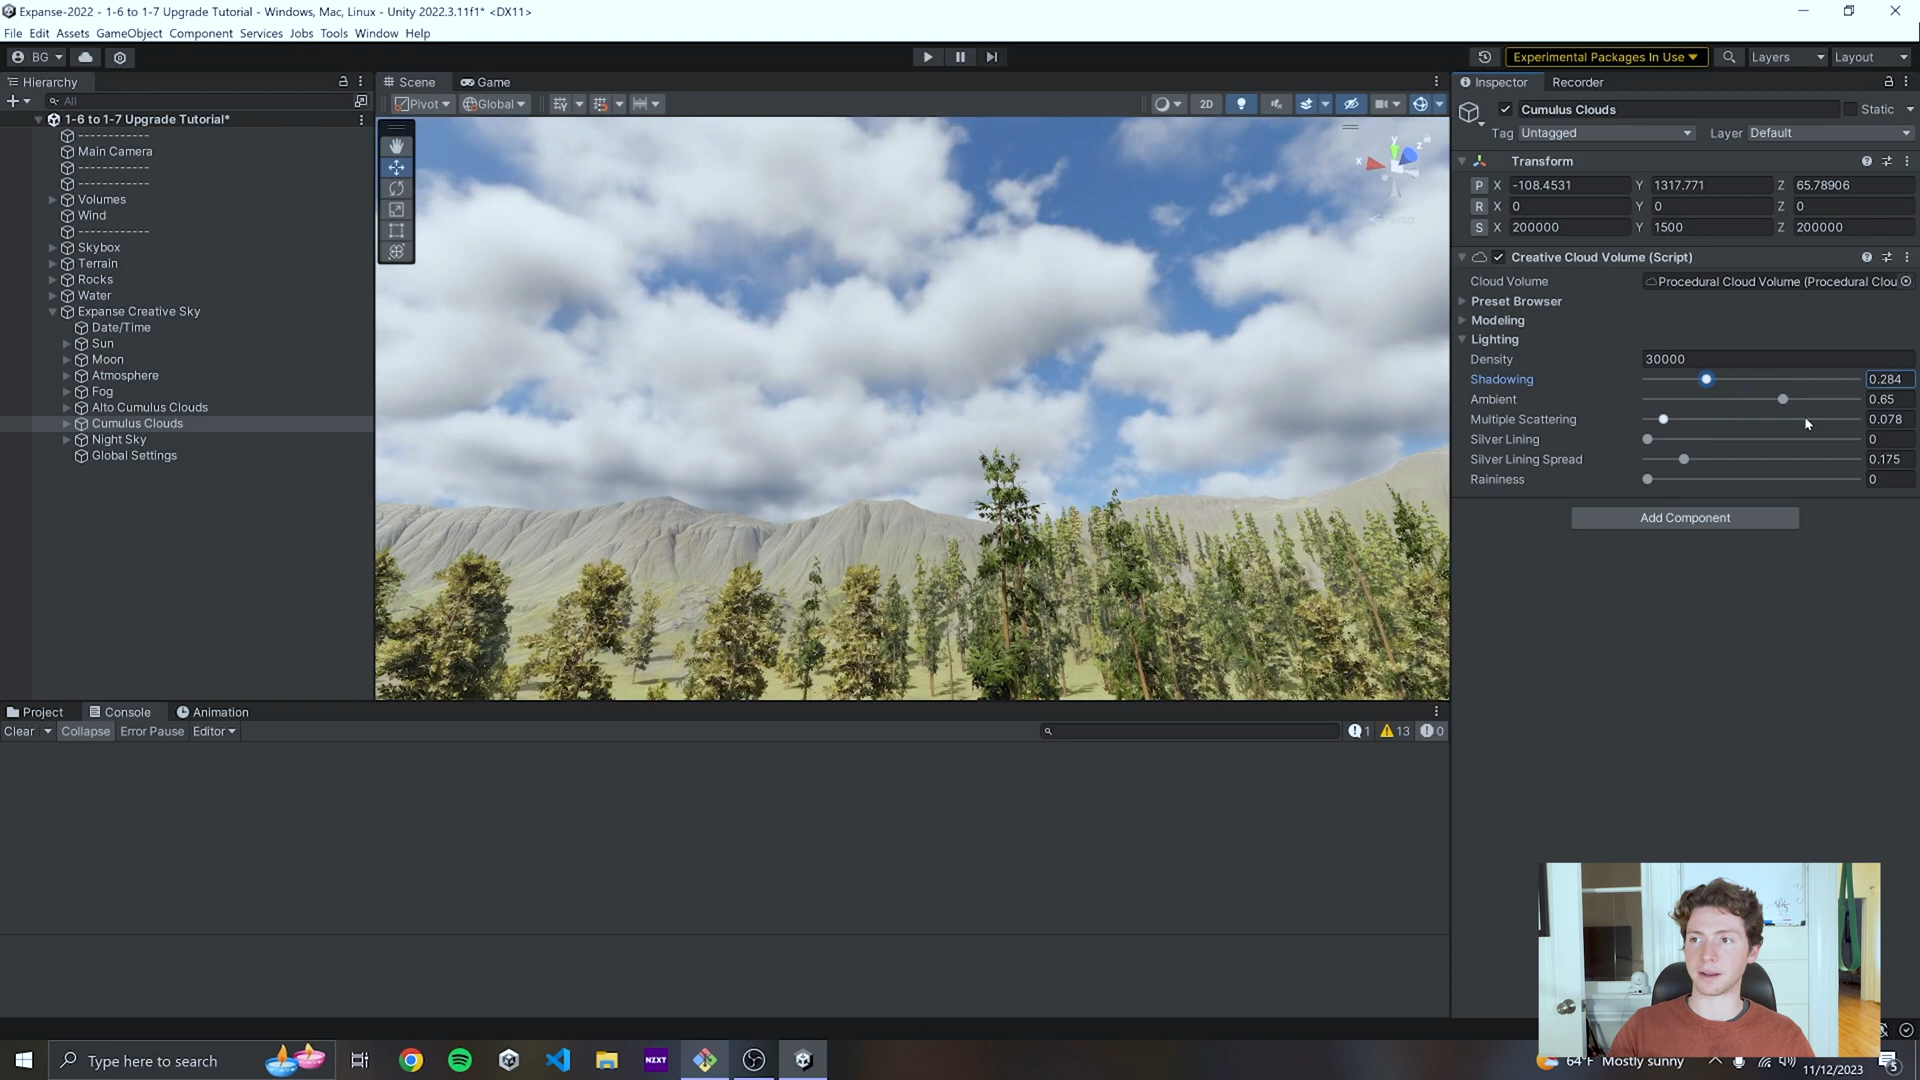 Expanse-2022 - 1-6 to 1-7 Upgrade Tutorial - Windows, Mac, Linux - Unity 2022.3.11f1* <DX11>
File Edit Assets GameObject Component Services Jobs Tools Window Help
BG Experimental Packages In Use Layers Layout
Hierarchy Scene Game Inspector Recorder
All Pivot Global 2D
Cumulus Clouds Static
Tag Untagged Layer Default
1-6 to 1-7 Upgrade Tutorial*
------------
Main Camera
------------
------------
Volumes
Wind
------------
Skybox
Terrain
Rocks
Water
Expanse Creative Sky
Date/Time
Sun
Moon
Atmosphere
Fog
Alto Cumulus Clouds
Cumulus Clouds
Night Sky
Global Settings
y
x
z
Persp
Transform
P X -108.4531 Y 1317.771 Z 65.78906
R X 0 Y 0 Z 0
S X 200000 Y 1500 Z 200000
Creative Cloud Volume (Script)
Cloud Volume Procedural Cloud Volume (Procedural Clou
Preset Browser
Modeling
Lighting
Density 30000
Shadowing 0.284
Ambient 0.65
Multiple Scattering 0.078
Silver Lining 0
Silver Lining Spread 0.175
Raininess 0
Add Component
Project Console Animation
Clear Collapse Error Pause Editor 1 13 0
Type here to search NZXT 64°F Mostly sunny 11/12/2023 5